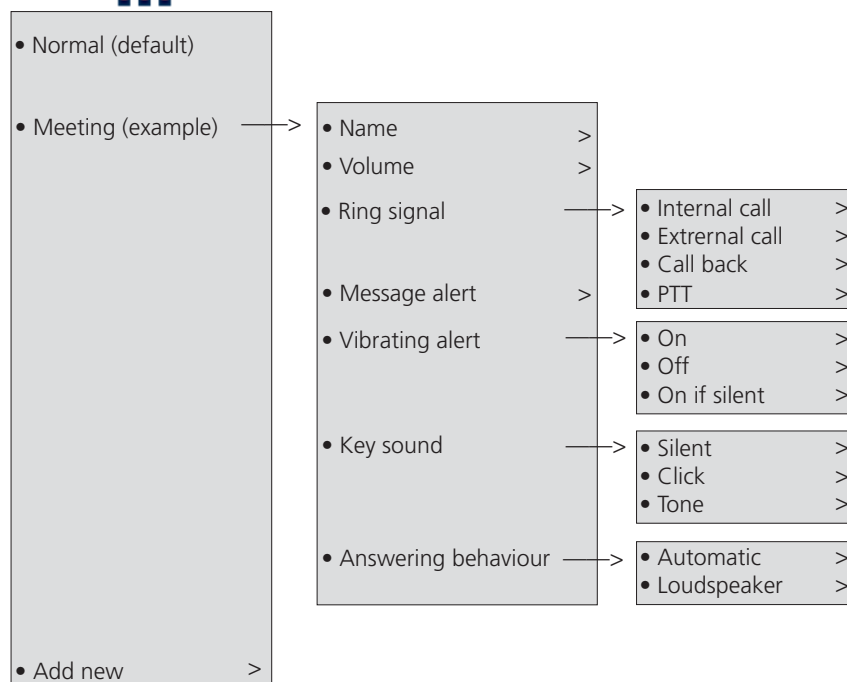 • Normal (default)
• Meeting (example) —>
• Name >
• Volume >
• Ring signal —>
• Internal call >
• Extrernal call >
• Call back >
• PTT >
• Message alert >
• Vibrating alert —>
• On >
• Off >
• On if silent >
• Key sound —>
• Silent >
• Click >
• Tone >
• Answering behaviour —>
• Automatic >
• Loudspeaker >
• Add new >